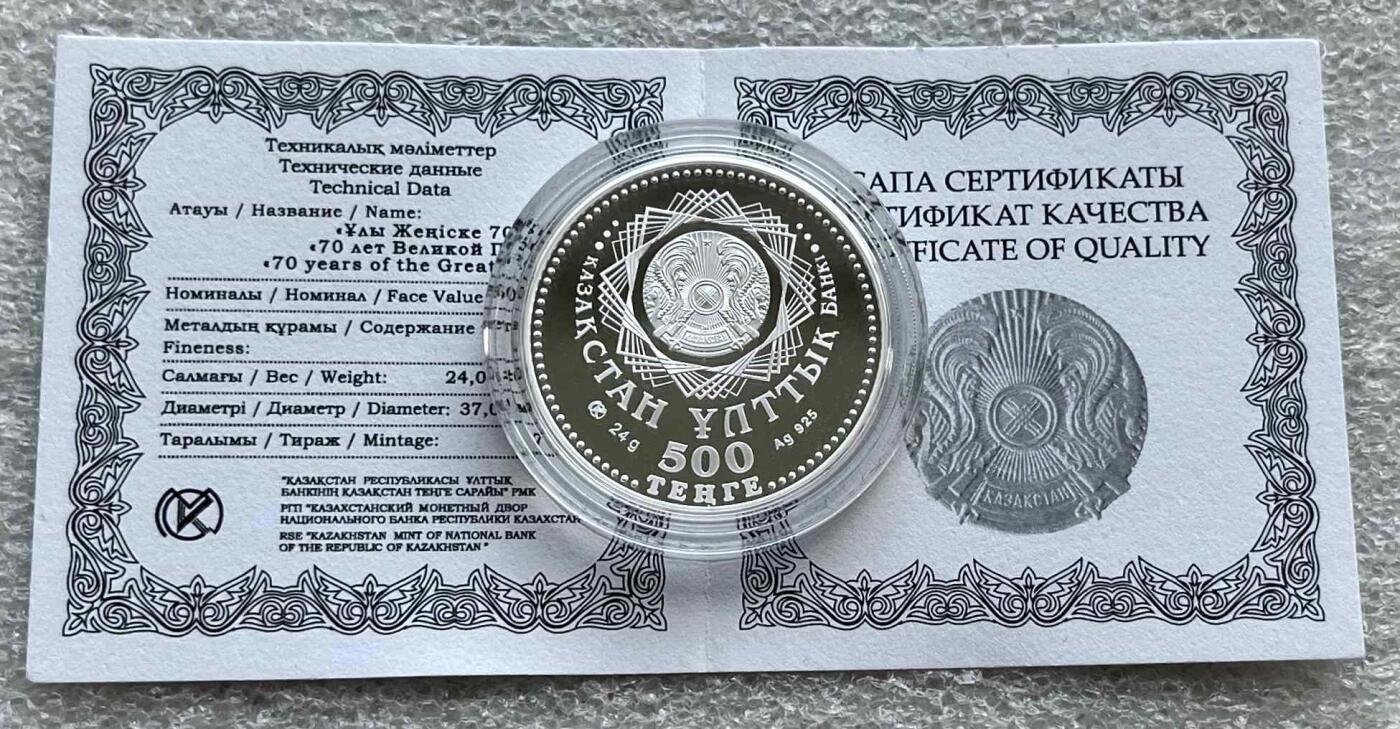 Техникалық мәліметтер
Технические данные
Technical Data
Атауы / Название / Name:
«Ұлы Жеңіске 70
«70 лет Великой
«70 years of the Great
Номиналы / Номинал / Face Value
Металдың құрамы / Содержание
Fineness:
Салмағы / Вес / Weight: 24,0
Диаметрі / Диаметр / Diameter: 37,0
Таралымы / Тираж / Mintage:
"ҚАЗАҚСТАН РЕСПУБЛИКАСЫ ҰЛТТЫҚ
БАНКІНІҢ ҚАЗАҚСТАН ТЕҢГЕ САРАЙЫ" РМК
РГП "КАЗАХСТАНСКИЙ МОНЕТНЫЙ ДВОР
НАЦИОНАЛЬНОГО БАНКА РЕСПУБЛИКИ КАЗАХСТАН
RSE "KAZAKHSTAN MINT OF NATIONAL BANK
OF THE REPUBLIC OF KAZAKHSTAN"
ҚАЗАҚСТАН ҰЛТТЫҚ БАНКІ
24 g
Ag 925
500
ТЕҢГЕ
САПА СЕРТИФИКАТЫ
ТИФИКАТ КАЧЕСТВА
FICATE OF QUALITY
ҚАЗАҚСТАН